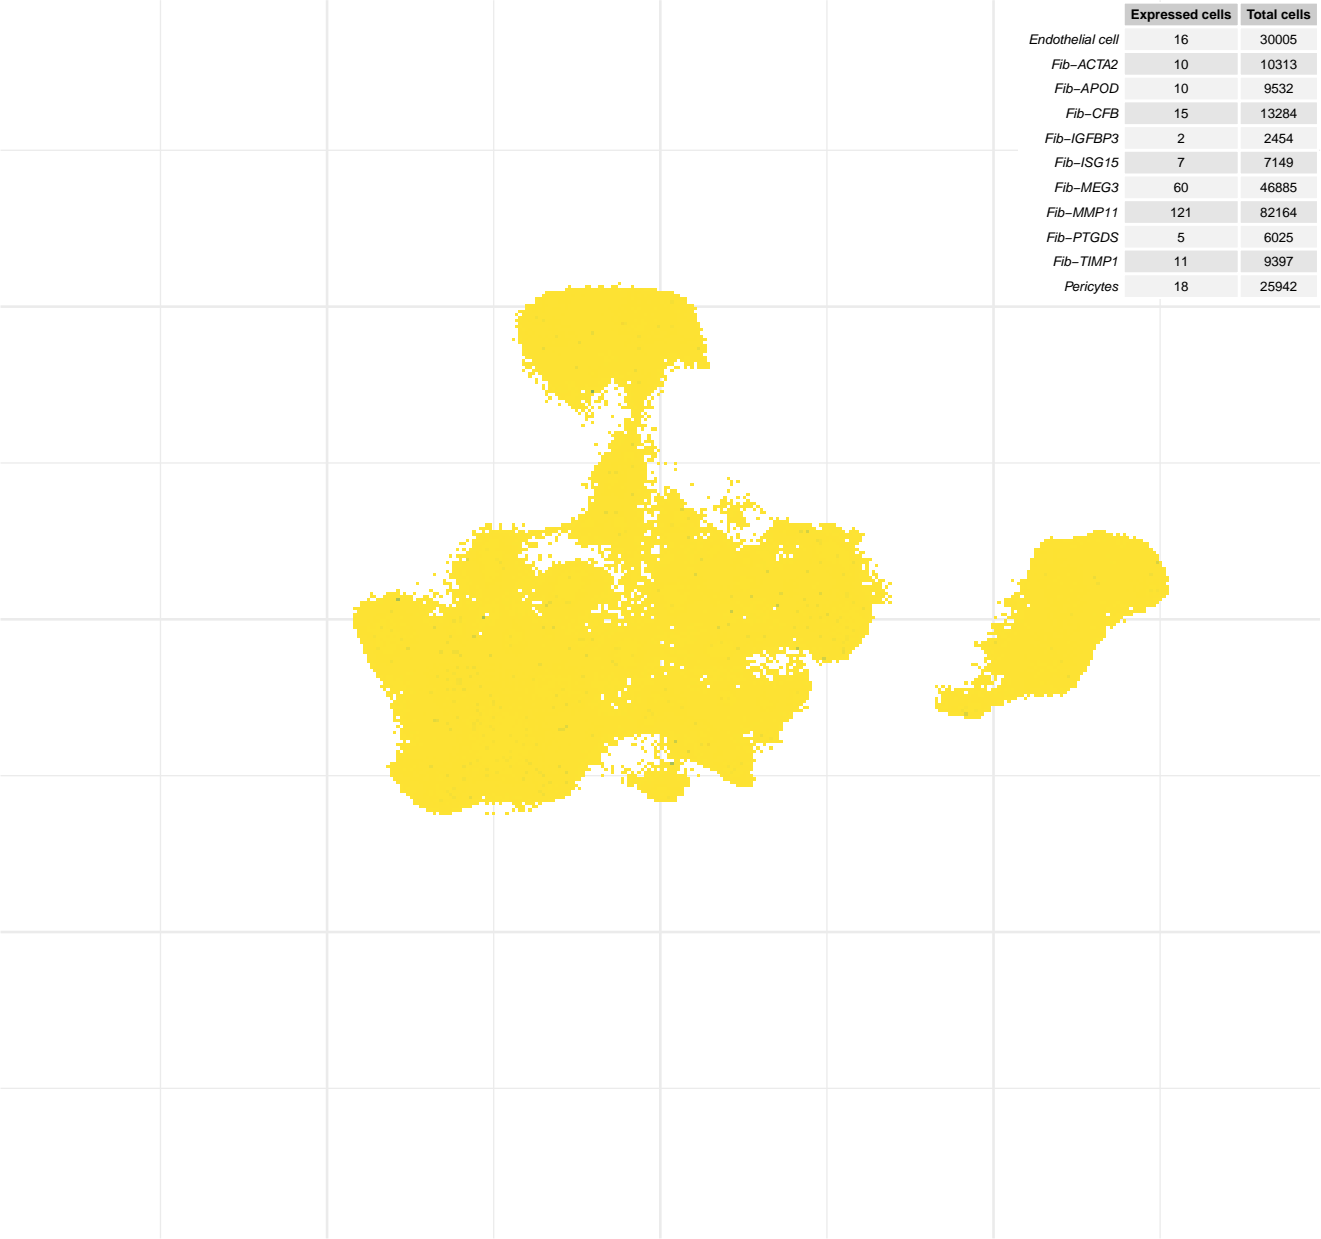 Expressed cells Total cells
Endothelial cell 16 30005
Fib−ACTA2 10 10313
Fib−APOD 10 9532
Fib−CFB 15 13284
Fib−IGFBP3 2 2454
Fib−ISG15 7 7149
Fib−MEG3 60 46885
Fib−MMP11 121 82164
Fib−PTGDS 5 6025
Fib−TIMP1 11 9397
Pericytes 18 25942